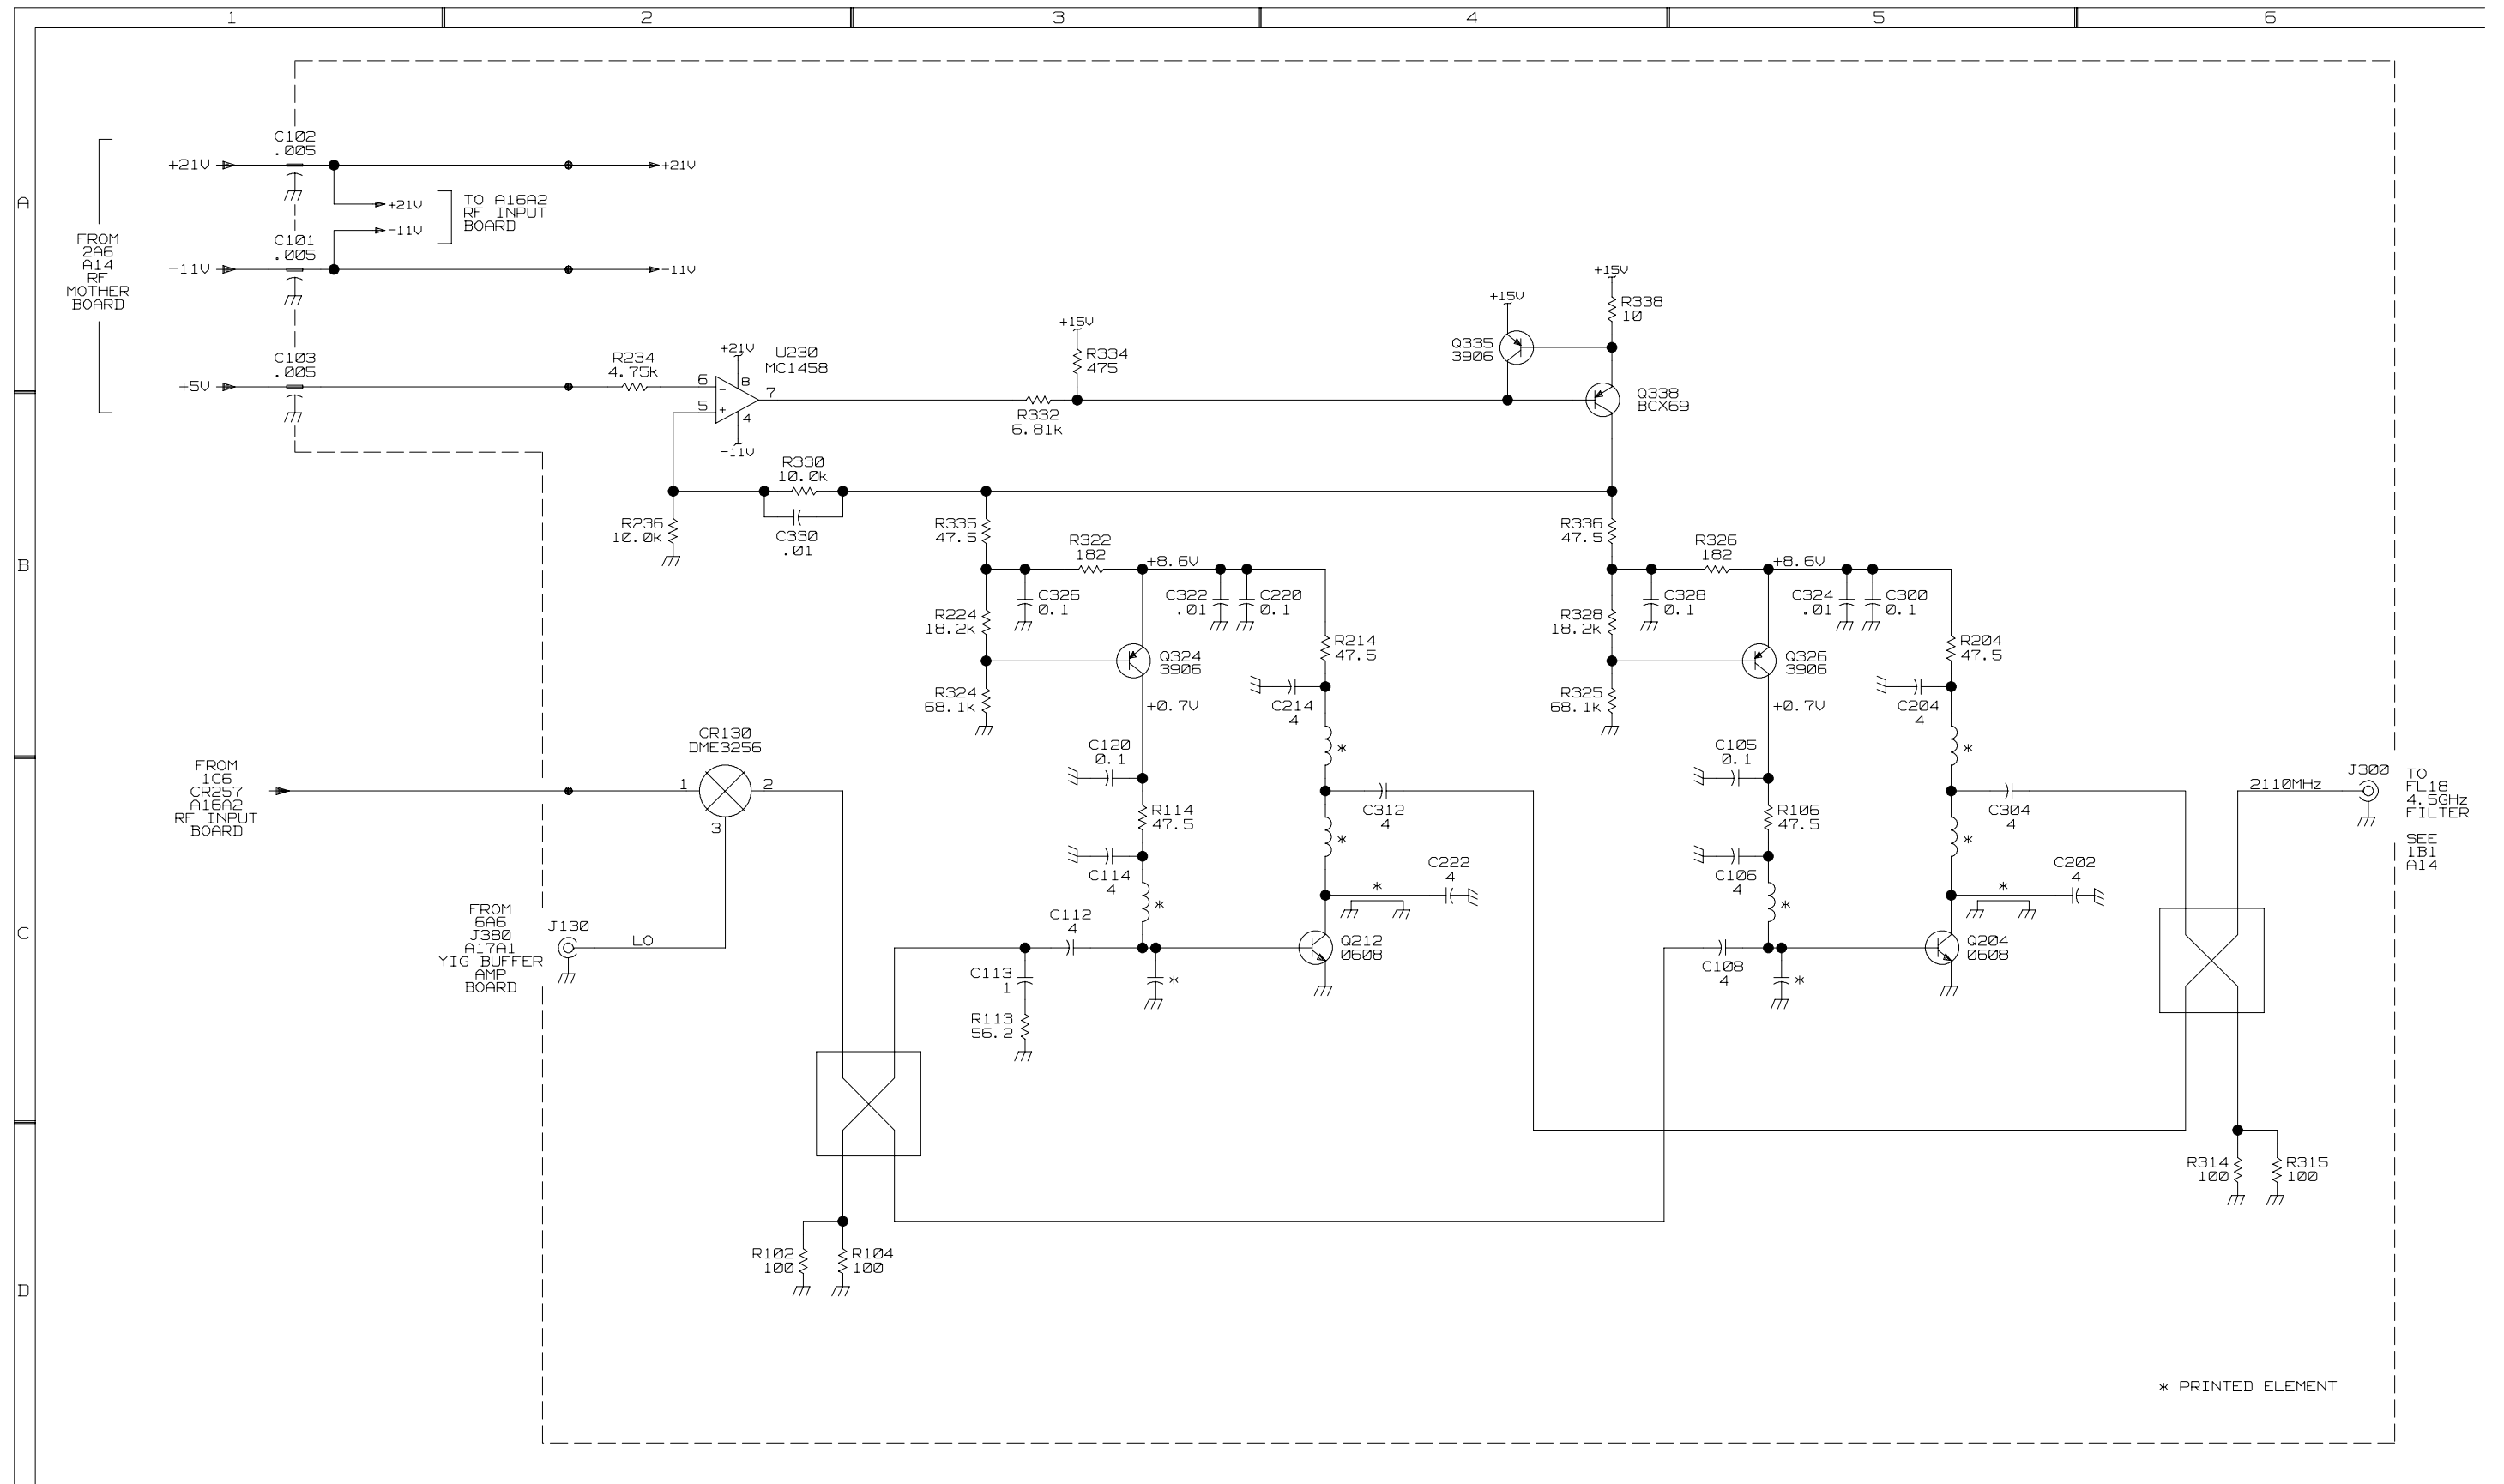 1
2
3
4
5
6
A
B
C
D
FROM
2A6
A14
RF
MOTHER
BOARD
+21V
C102
.005
+21V
+21V
-11V
TO A16A2
RF INPUT
BOARD
-11V
C101
.005
-11V
+5V
C103
.005
R234
4.75k
+21V
U230
MC1458
6
-
8
5
+
4
7
-11V
+15V
R334
475
R332
6.81k
+15V
Q335
3906
+15V
R338
10
Q338
BCX69
R330
10.0k
C330
.01
R236
10.0k
R335
47.5
R322
182
+8.6V
C326
0.1
C322
.01
C220
0.1
R224
18.2k
Q324
3906
R324
68.1k
+0.7V
R214
47.5
C214
4
*
R336
47.5
R326
182
+8.6V
C328
0.1
C324
.01
C300
0.1
R328
18.2k
Q326
3906
R325
68.1k
+0.7V
R204
47.5
C204
4
*
FROM
1C6
CR257
A16A2
RF INPUT
BOARD
CR130
DME3256
1
2
3
C120
0.1
R114
47.5
C114
4
*
C312
4
*
C222
4
*
C105
0.1
R106
47.5
C106
4
*
C304
4
*
C202
4
*
2110MHz
J300
TO
FL18
4.5GHz
FILTER
SEE
1B1
A14
FROM
6A6
J380
A17A1
YIG BUFFER
AMP
BOARD
J130
LO
C112
4
C113
1
R113
56.2
*
Q212
0608
C108
4
*
Q204
0608
R102
100
R104
100
R314
100
R315
100
* PRINTED ELEMENT